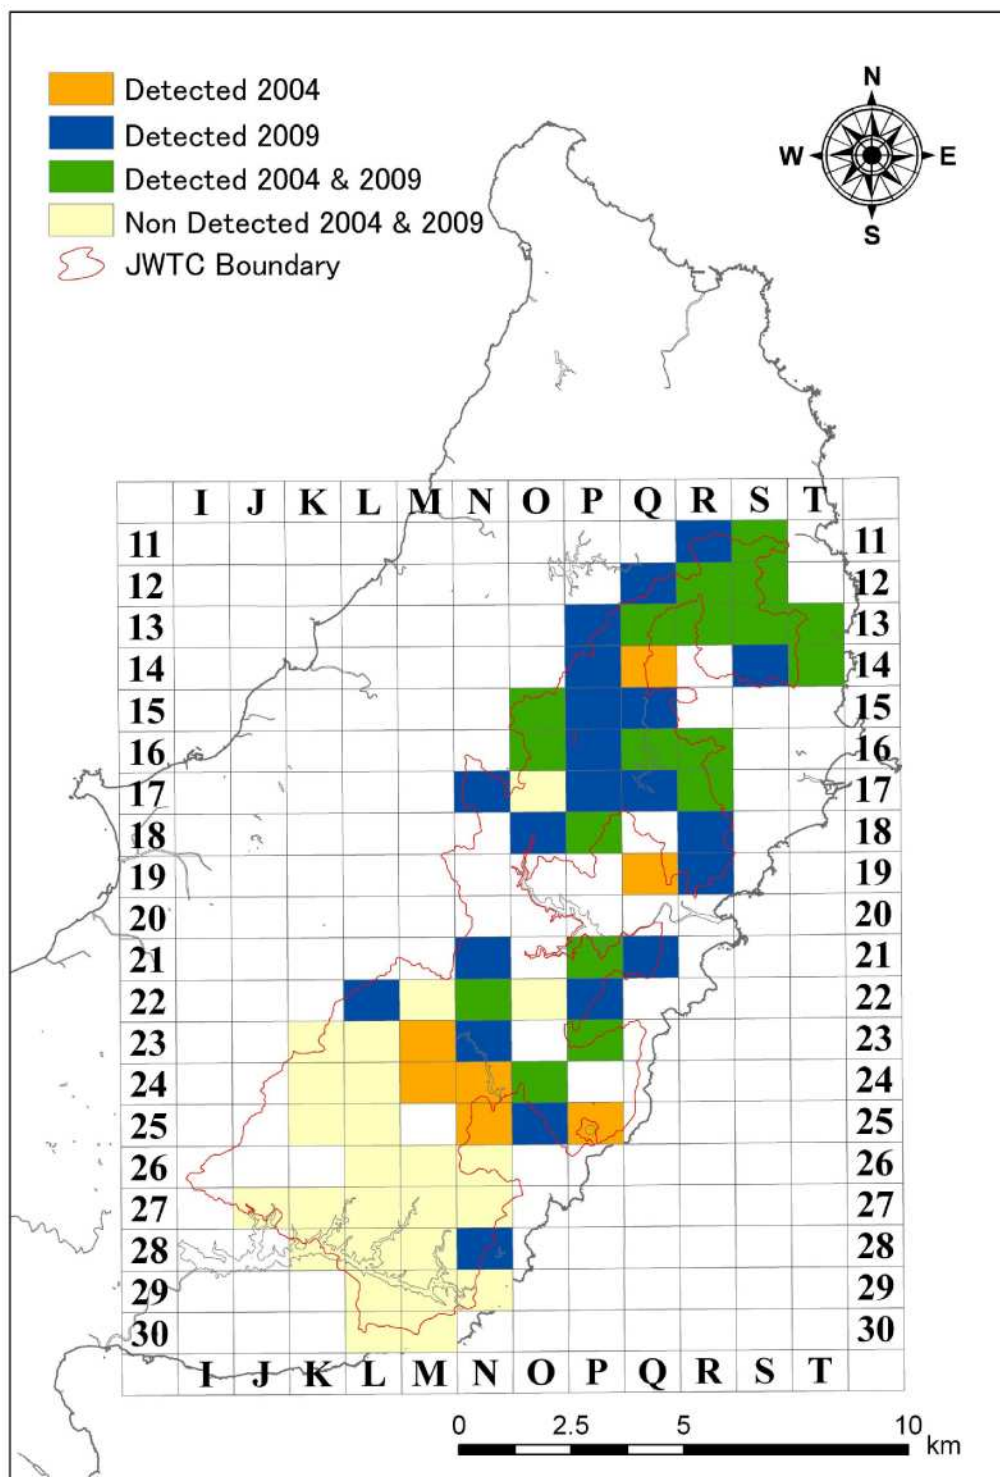 Detected 2004
Detected 2009
Detected 2004 & 2009
Non Detected 2004 & 2009
JWTC Boundary
N
W E
S
I J K L M N O P Q R S T
11 11
12 12
13 13
14 14
15 15
16 16
17 17
18 18
19 19
20 20
21 21
22 22
23 23
24 24
25 25
26 26
27 27
28 28
29 29
30 30
I J K L M N O P Q R S T
0 2.5 5 10
km